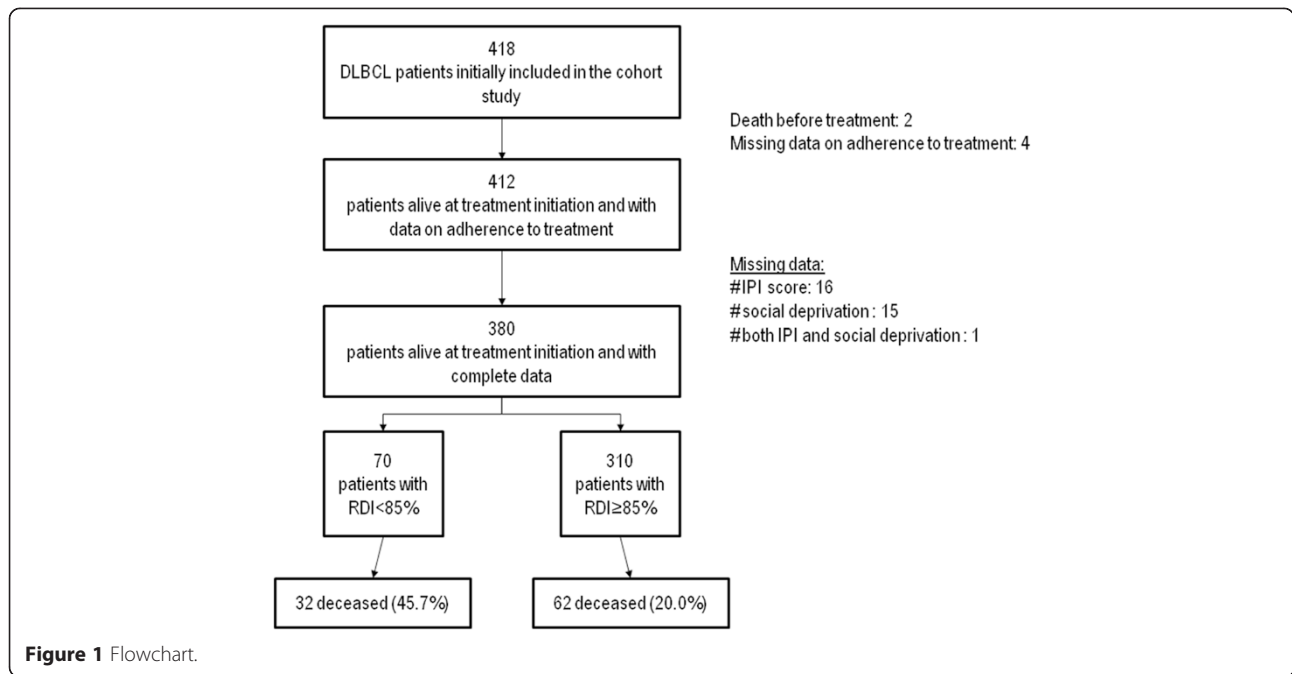 418
DLBCL patients initially included in the cohort
study
Death before treatment: 2
Missing data on adherence to treatment: 4
412
patients alive at treatment initiation and with
data on adherence to treatment
Missing data:
#IPI score: 16
#social deprivation : 15
#both IPI and social deprivation : 1
380
patients alive at treatment initiation and with
complete data
70
patients with
RDI<85%
310
patients with
RDI≥85%
32 deceased (45.7%)
62 deceased (20.0%)
Figure 1 Flowchart.